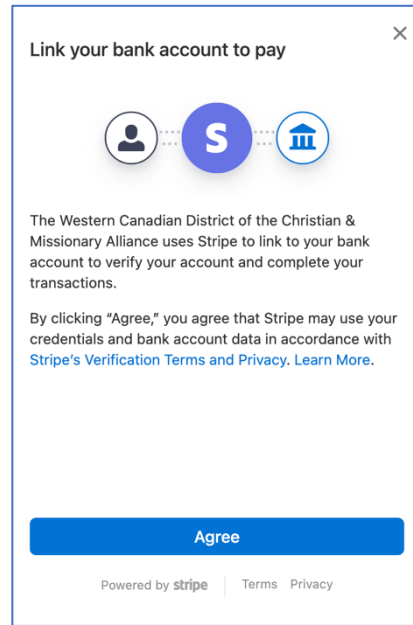 Link your bank account to pay
S
The Western Canadian District of the Christian &
Missionary Alliance uses Stripe to link to your bank
account to verify your account and complete your
transactions.
By clicking “Agree,” you agree that Stripe may use your
credentials and bank account data in accordance with
Stripe’s Verification Terms and Privacy. Learn More.
Agree
Powered by stripe Terms Privacy